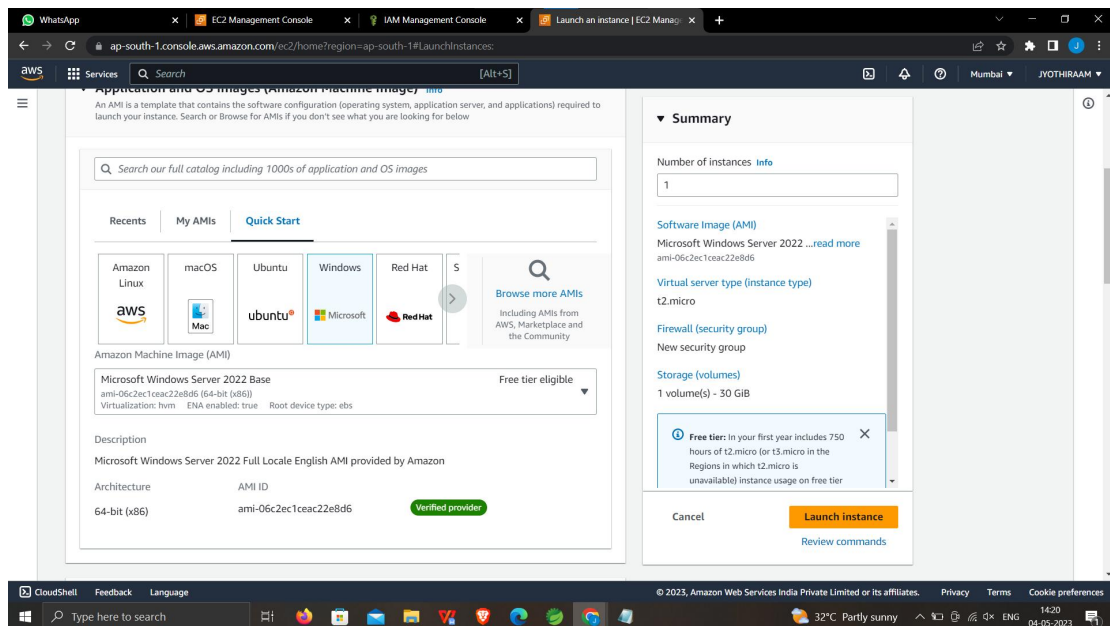 WhatsApp
EC2 Management Console
IAM Management Console
Launch an instance | EC2 Manag
ap-south-1.console.aws.amazon.com/ec2/home?region=ap-south-1#LaunchInstances:
J
aws
Services
Search
[Alt+S]
Mumbai
JYOTHIRAAM
Application and OS Images (Amazon Machine Image) Info
An AMI is a template that contains the software configuration (operating system, application server, and applications) required to
launch your instance. Search or Browse for AMIs if you don't see what you are looking for below
Search our full catalog including 1000s of application and OS images
Recents
My AMIs
Quick Start
Amazon
Linux
aws
macOS
Mac
Ubuntu
ubuntu®
Windows
Microsoft
Red Hat
Red Hat
S
Browse more AMIs
Including AMIs from
AWS, Marketplace and
the Community
Amazon Machine Image (AMI)
Microsoft Windows Server 2022 Base
Free tier eligible
ami-06c2ec1ceac22e8d6 (64-bit (x86))
Virtualization: hvm ENA enabled: true Root device type: ebs
Description
Microsoft Windows Server 2022 Full Locale English AMI provided by Amazon
Architecture
AMI ID
64-bit (x86)
ami-06c2ec1ceac22e8d6
Verified provider
Summary
Number of instances Info
1
Software Image (AMI)
Microsoft Windows Server 2022 ...read more
ami-06c2ec1ceac22e8d6
Virtual server type (instance type)
t2.micro
Firewall (security group)
New security group
Storage (volumes)
1 volume(s) - 30 GiB
Free tier: In your first year includes 750
hours of t2.micro (or t3.micro in the
Regions in which t2.micro is
unavailable) instance usage on free tier
Cancel
Launch instance
Review commands
CloudShell
Feedback
Language
© 2023, Amazon Web Services India Private Limited or its affiliates.
Privacy
Terms
Cookie preferences
Type here to search
32°C Partly sunny
ENG
14:20
04-05-2023